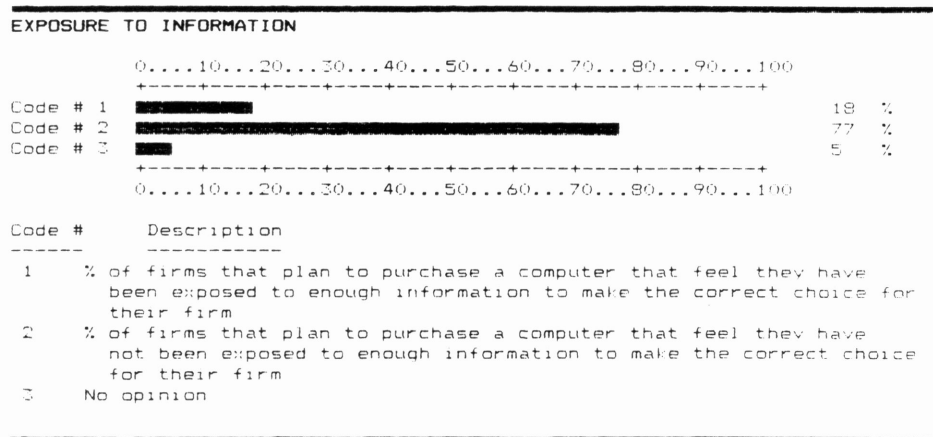 EXPOSURE TO INFORMATION
0....10...20...30...40...50...60...70...80...90...100
+----+----+----+----+----+----+----+----+----+----+
Code # 1 18 %
Code # 2 77 %
Code # 3 5 %
+----+----+----+----+----+----+----+----+----+----+
0....10...20...30...40...50...60...70...80...90...100
Code # Description
------ -----------
1 % of firms that plan to purchase a computer that feel they have
been exposed to enough information to make the correct choice for
their firm
2 % of firms that plan to purchase a computer that feel they have
not been exposed to enough information to make the correct choice
for their firm
3 No opinion